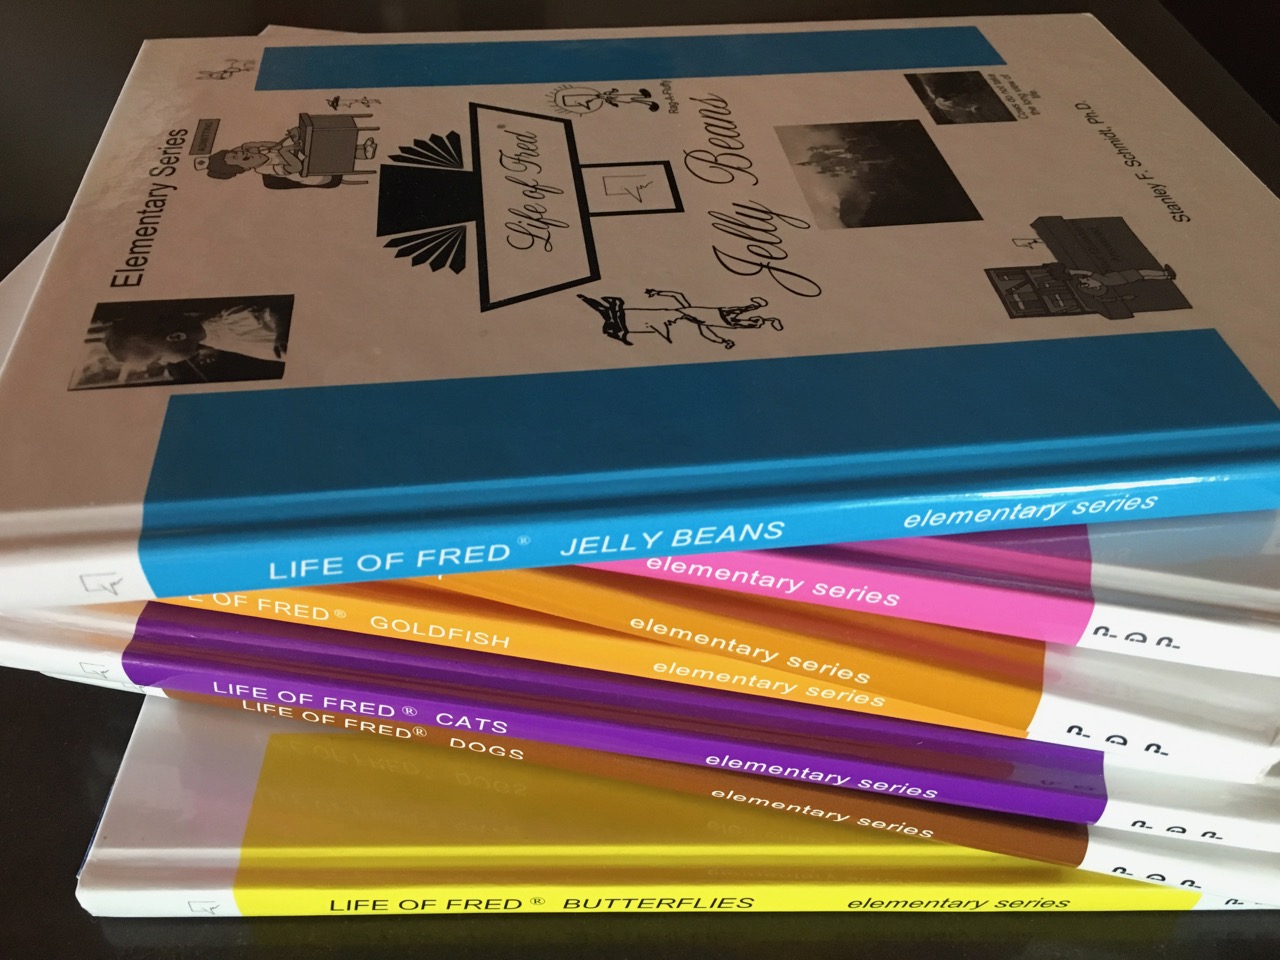 Elementary Series
Life of Fred®
Jelly Beans
Rag & Fluffy
Stanley F. Schmidt, Ph.D.
LIFE OF FRED® JELLY BEANS elementary series
elementary series
elementary series
E OF FRED® GOLDFISH elementary series
LIFE OF FRED® CATS elementary series
LIFE OF FRED® DOGS elementary series
LIFE OF FRED® BUTTERFLIES elementary series